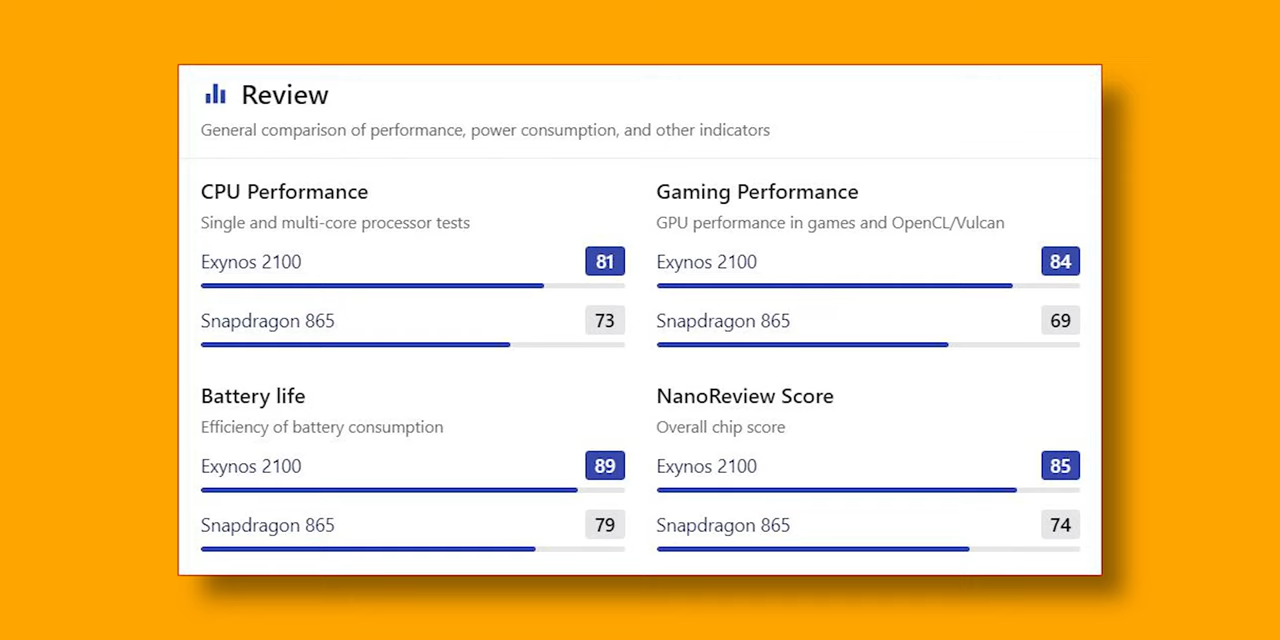 Review
General comparison of performance, power consumption, and other indicators
CPU Performance
Single and multi-core processor tests
Exynos 2100 81
Snapdragon 865 73
Gaming Performance
GPU performance in games and OpenCL/Vulcan
Exynos 2100 84
Snapdragon 865 69
Battery life
Efficiency of battery consumption
Exynos 2100 89
Snapdragon 865 79
NanoReview Score
Overall chip score
Exynos 2100 85
Snapdragon 865 74